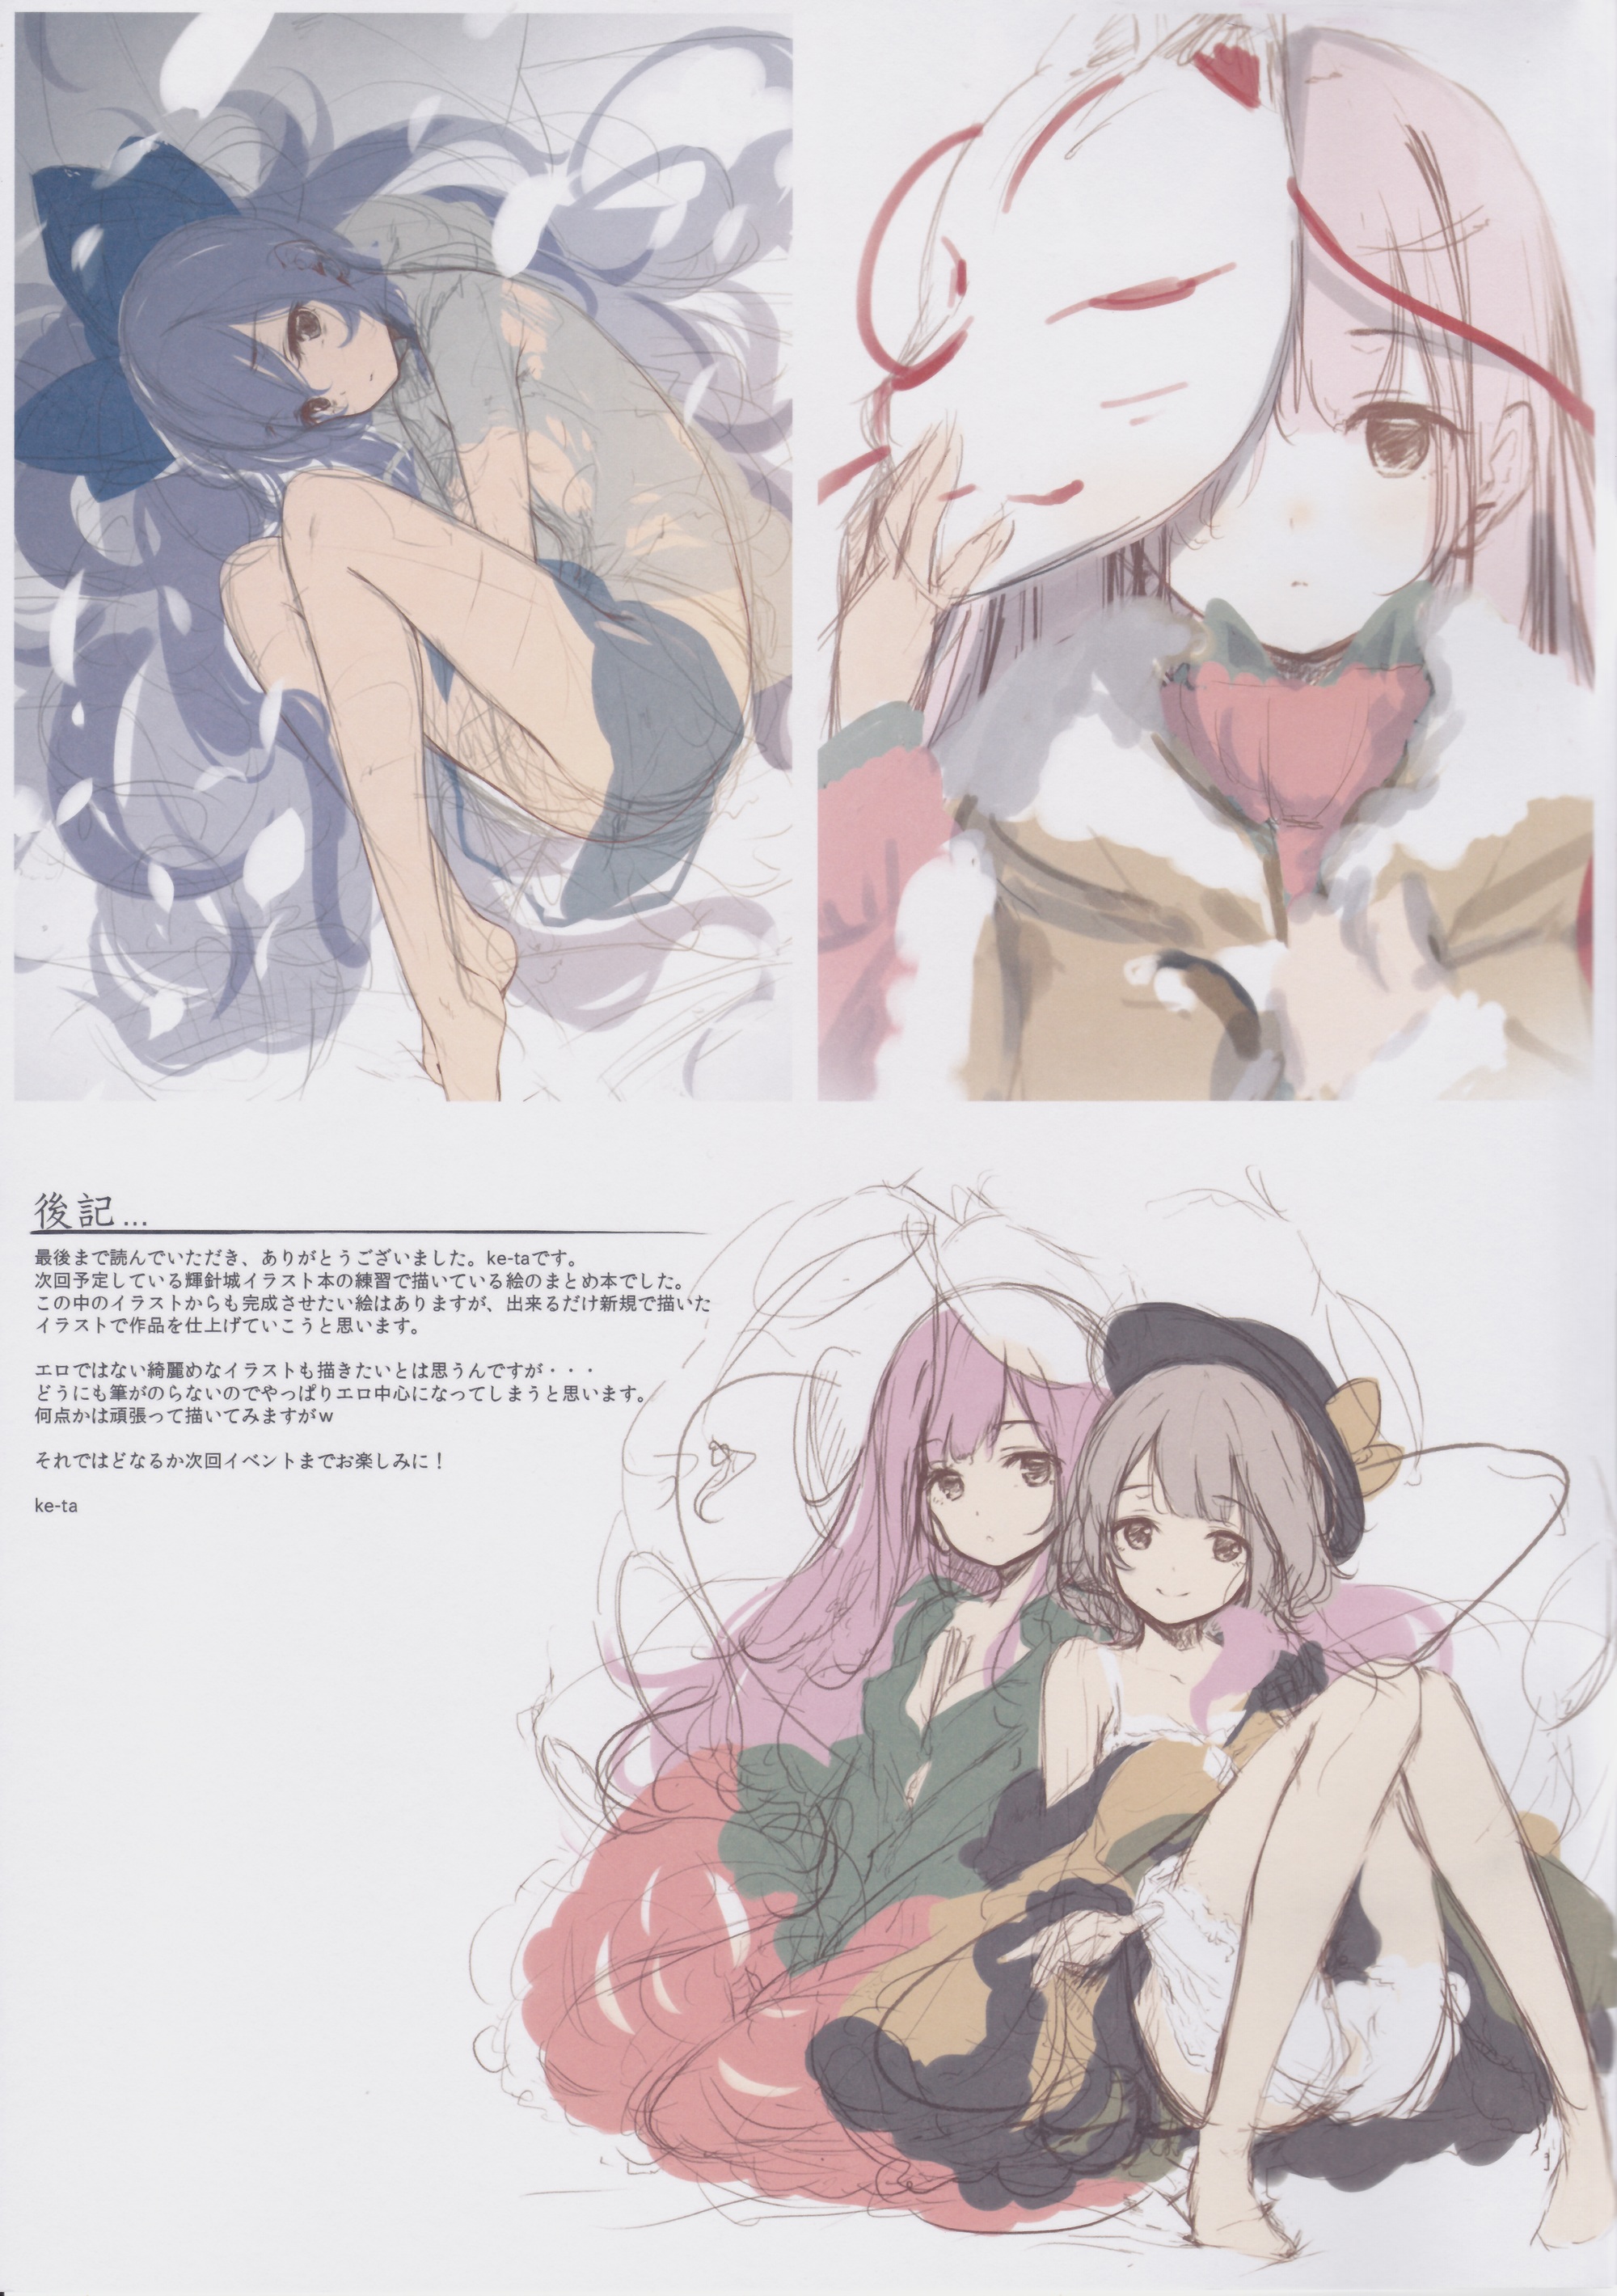 後記…
最後まで読んでいただき、ありがとうございました。ke-taです。
次回予定している輝針城イラスト本の練習で描いている絵のまとめ本でした。
この中のイラストからも完成させたい絵はありますが、出来るだけ新規で描いた
イラストで作品を仕上げていこうと思います。
エロではない綺麗めなイラストも描きたいとは思うんですが・・・
どうにも筆がのらないのでやっぱりエロ中心になってしまうと思います。
何点かは頑張って描いてみますがｗ
それではどなるか次回イベントまでお楽しみに！
ke-ta